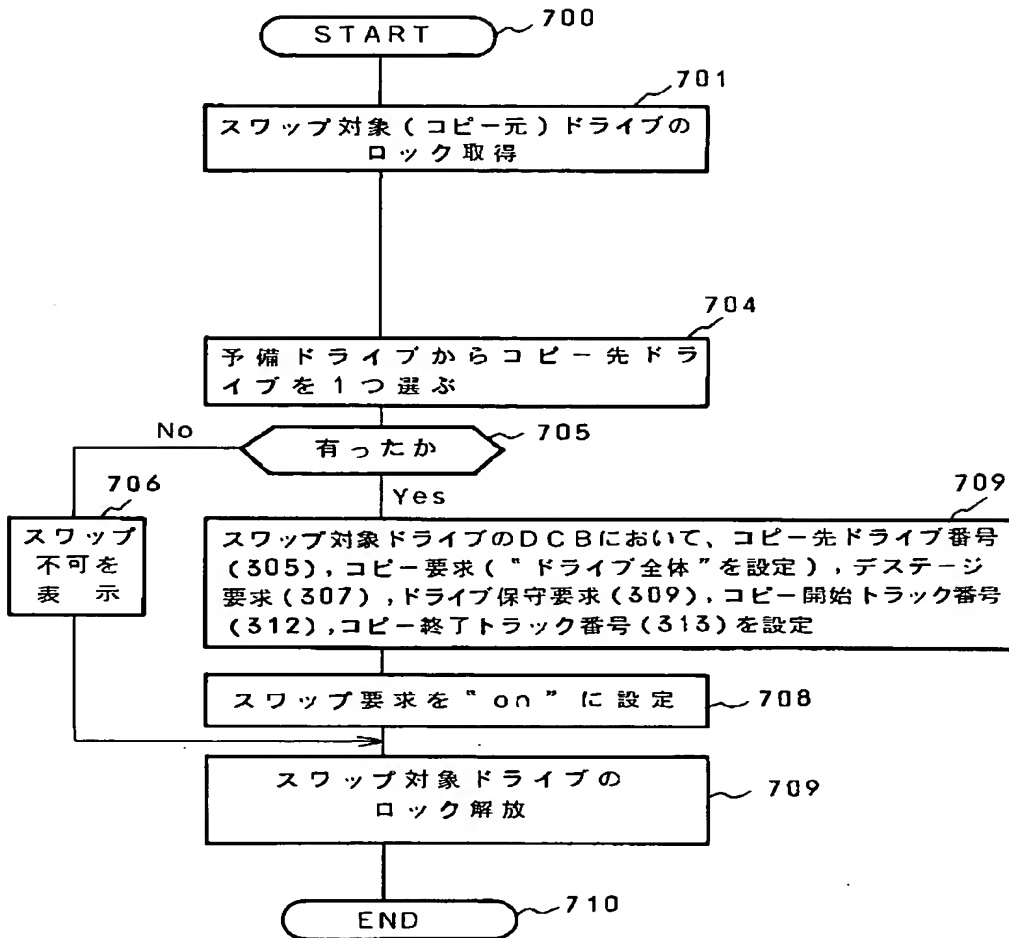 START
700
701
スワップ対象(コピー元)ドライブの
ロック取得
704
予備ドライブからコピー先ドラ
イブを1つ選ぶ
No
有ったか
705
Yes
706
スワップ
不可を
表示
709
スワップ対象ドライブのDCBにおいて、コピー先ドライブ番号
(305),コピー要求("ドライブ全体"を設定),デステージ
要求(307),ドライブ保守要求(309),コピー開始トラック番号
(312),コピー終了トラック番号(313)を設定
スワップ要求を"on"に設定
708
スワップ対象ドライブの
ロック解放
709
END
710